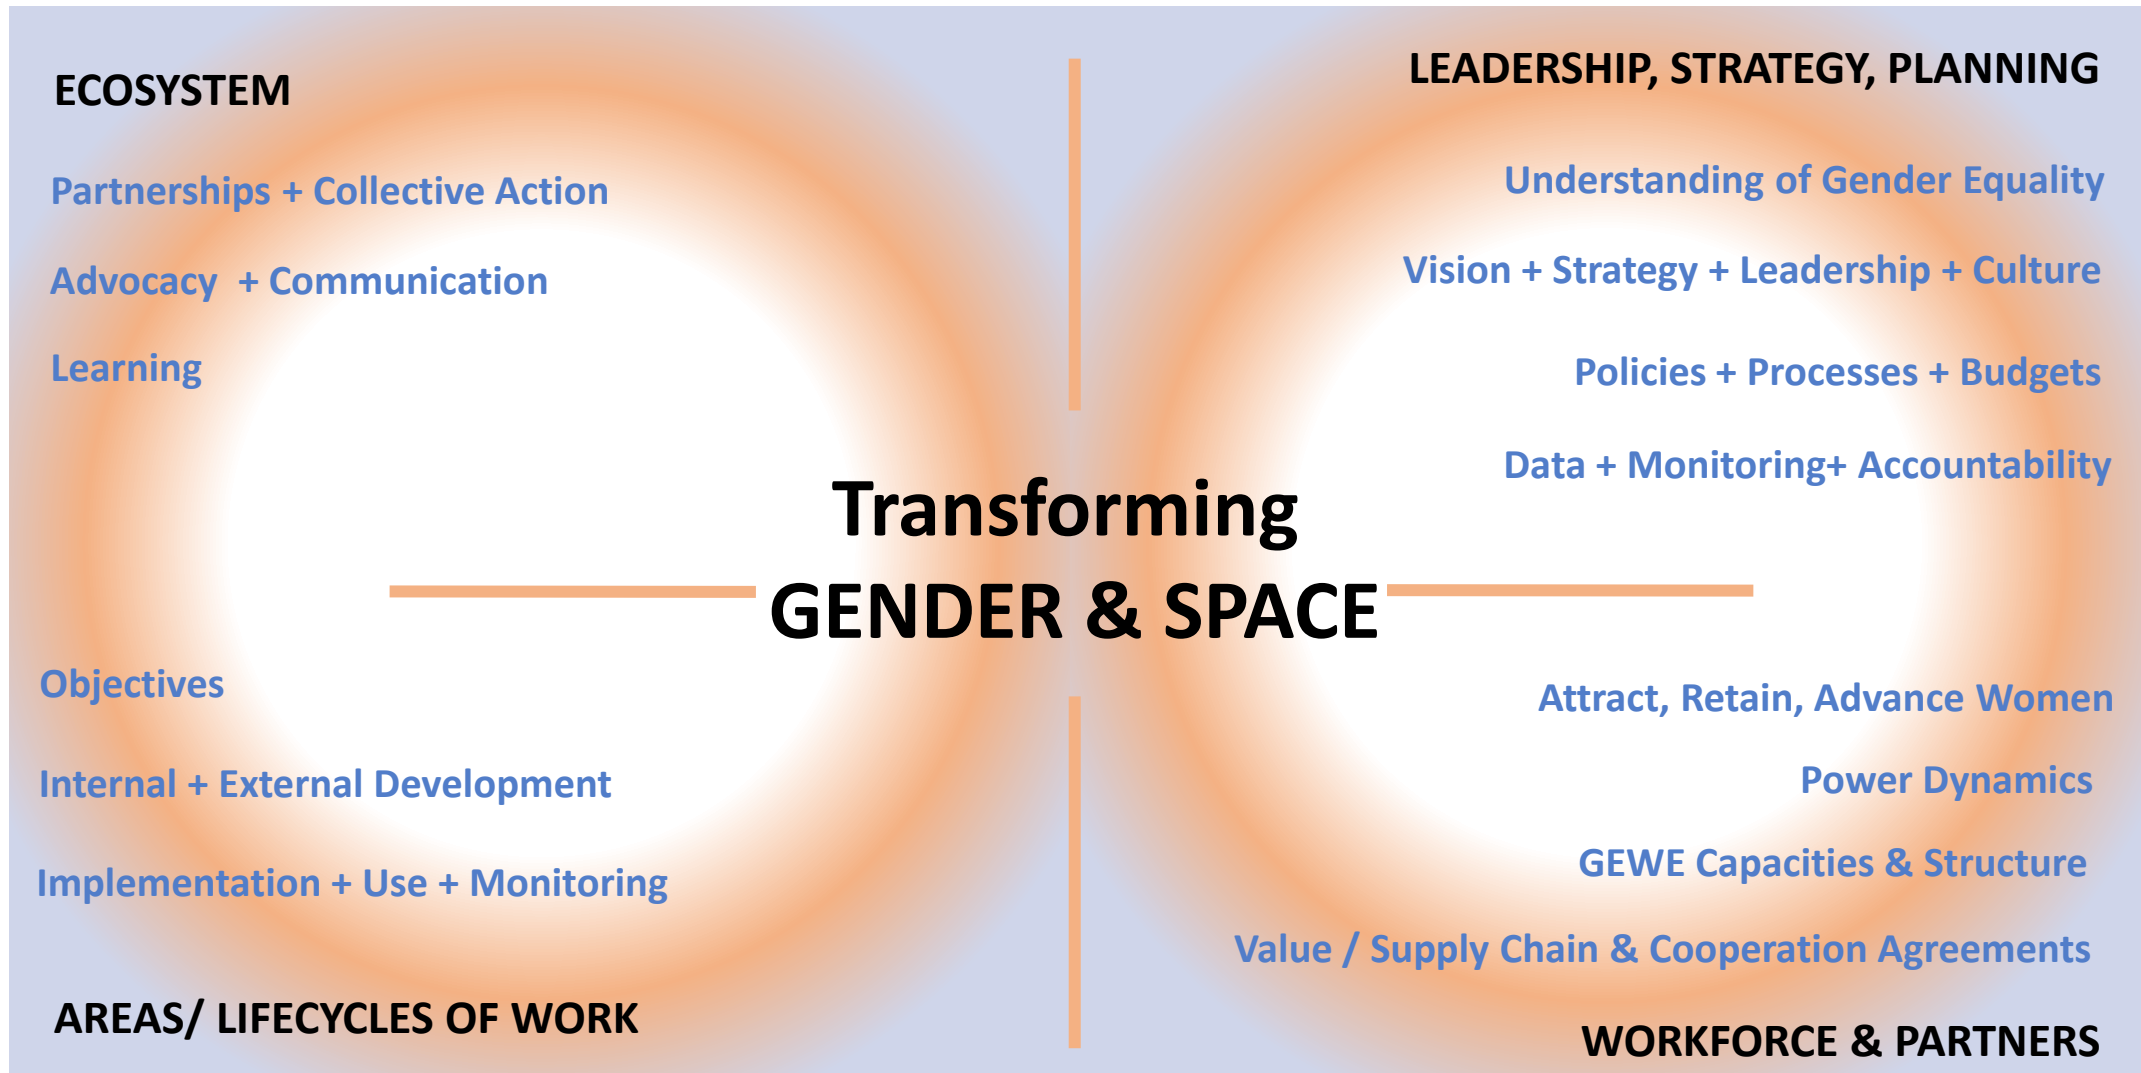 ECOSYSTEM
Partnerships + Collective Action
Advocacy + Communication
Learning
LEADERSHIP, STRATEGY, PLANNING
Understanding of Gender Equality
Vision + Strategy + Leadership + Culture
Policies + Processes + Budgets
Data + Monitoring+ Accountability
Transforming
GENDER & SPACE
Objectives
Internal + External Development
Implementation + Use + Monitoring
AREAS/ LIFECYCLES OF WORK
Attract, Retain, Advance Women
Power Dynamics
GEWE Capacities & Structure
Value / Supply Chain & Cooperation Agreements
WORKFORCE & PARTNERS